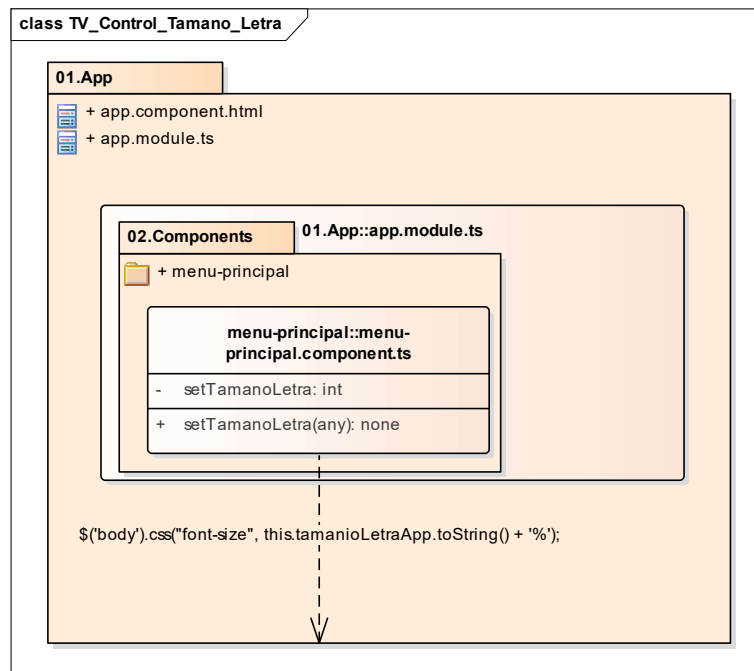 class TV_Control_Tamano_Letra
01.App
+ app.component.html
+ app.module.ts
02.Components
01.App::app.module.ts
+ menu-principal
menu-principal::menu-
principal.component.ts
- setTamanoLetra: int
+ setTamanoLetra(any): none
$('body').css("font-size", this.tamanioLetraApp.toString() + '%');